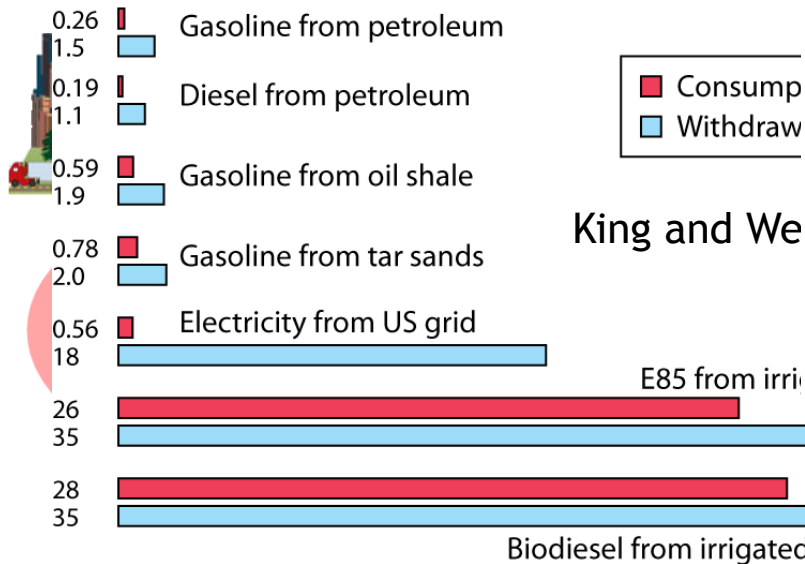 0.26
1.5
Gasoline from petroleum
0.19
1.1
Diesel from petroleum
Consump
Withdraw
0.59
1.9
Gasoline from oil shale
King and We
0.78
2.0
Gasoline from tar sands
0.56
18
Electricity from US grid
E85 from irrig
26
35
28
35
Biodiesel from irrigated